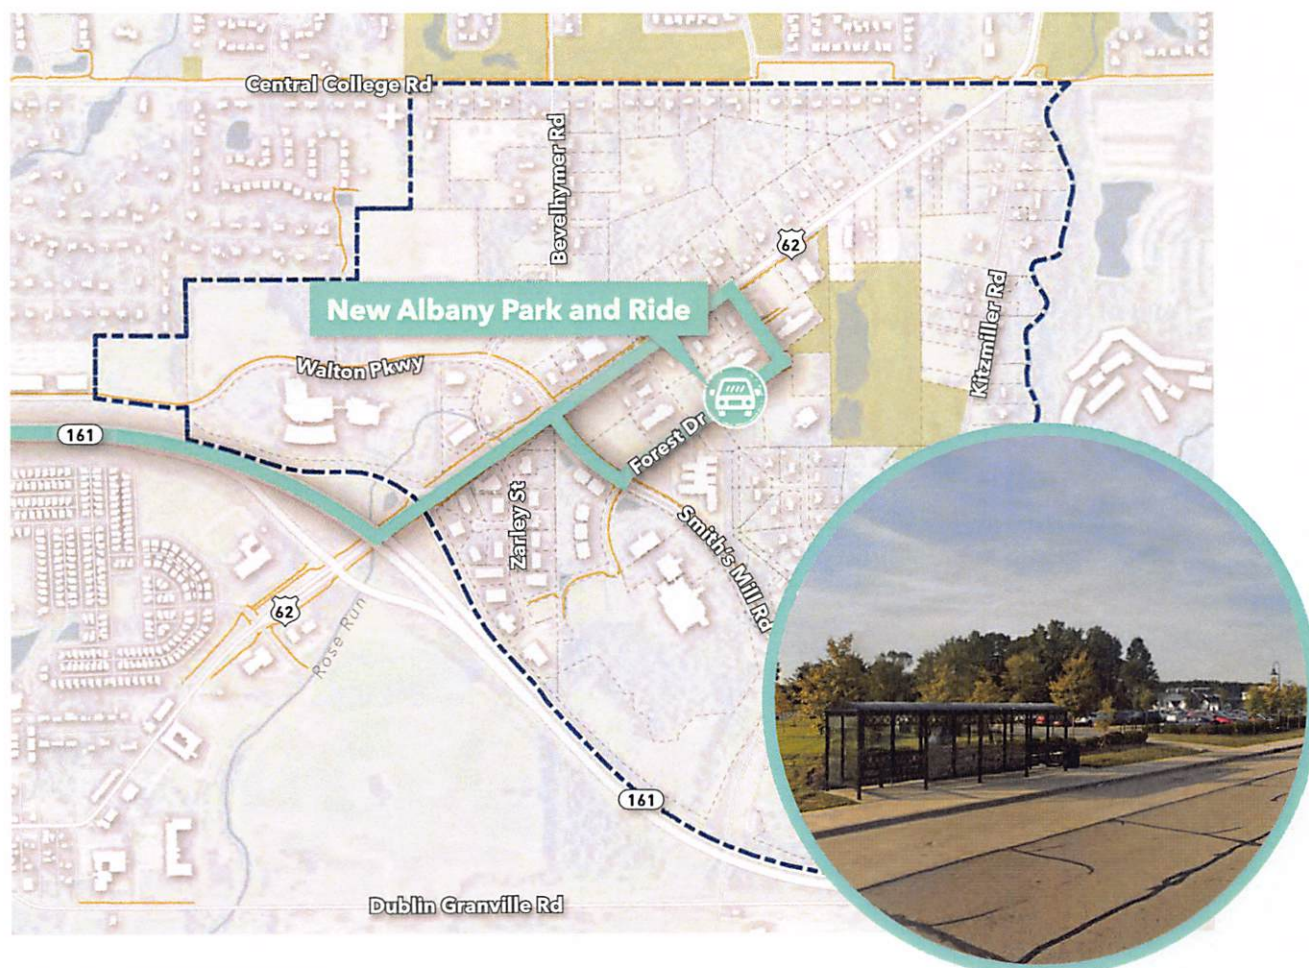 Central College Rd
Bevelhymer Rd
62
New Albany Park and Ride
Walton Pkwy
Kitzmiller Rd
161
Forest Dr
Zarley St
Smith's Mill Rd
62
Rose Run
161
Dublin Granville Rd